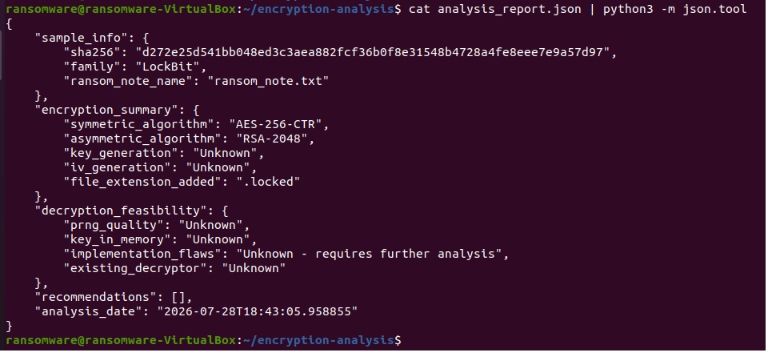 ransomware@ransomware-VirtualBox:~/encryption-analysis$ cat analysis_report.json | python3 -m json.tool
{
    "sample_info": {
        "sha256": "d272e25d541bb048ed3c3aea882fcf36b0f8e31548b4728a4fe8eee7e9a57d97",
        "family": "LockBit",
        "ransom_note_name": "ransom_note.txt"
    },
    "encryption_summary": {
        "symmetric_algorithm": "AES-256-CTR",
        "asymmetric_algorithm": "RSA-2048",
        "key_generation": "Unknown",
        "iv_generation": "Unknown",
        "file_extension_added": ".locked"
    },
    "decryption_feasibility": {
        "prng_quality": "Unknown",
        "key_in_memory": "Unknown",
        "implementation_flaws": "Unknown - requires further analysis",
        "existing_decryptor": "Unknown"
    },
    "recommendations": [],
    "analysis_date": "2026-07-28T18:43:05.958855"
}
ransomware@ransomware-VirtualBox:~/encryption-analysis$